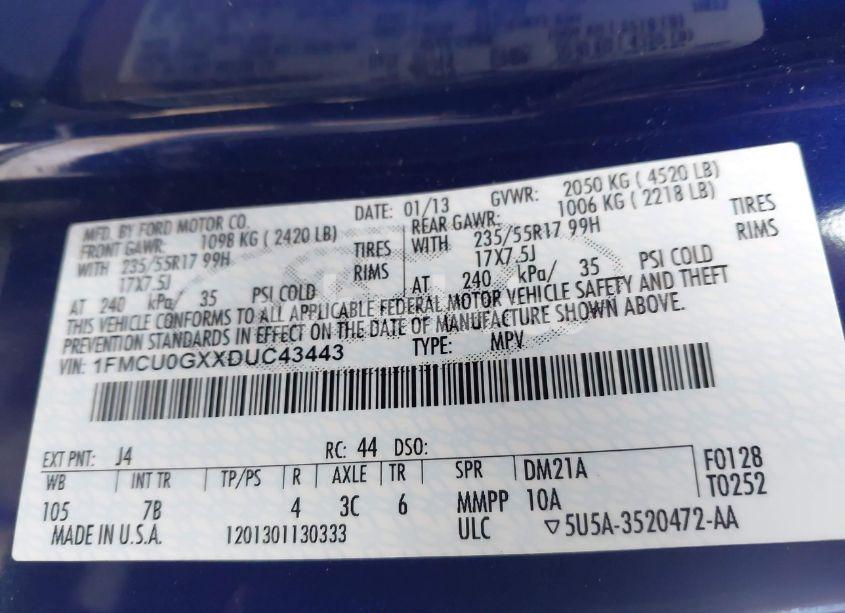 MFD. BY FORD MOTOR CO.
DATE: 01/13 GVWR: 2050 KG ( 4520 LB)
FRONT GAWR: 1098 KG ( 2420 LB)
REAR GAWR: 1006 KG ( 2218 LB)
WITH 235/55R17 99H TIRES
WITH 235/55R17 99H TIRES
17X7.5J RIMS
17X7.5J RIMS
AT 240 kPa/ 35 PSI COLD
AT 240 kPa/ 35 PSI COLD
THIS VEHICLE CONFORMS TO ALL APPLICABLE FEDERAL MOTOR VEHICLE SAFETY AND THEFT
PREVENTION STANDARDS IN EFFECT ON THE DATE OF MANUFACTURE SHOWN ABOVE.
VIN: 1FMCU0GXXDUC43443 TYPE: MPV
EXT PNT: J4 RC: 44 DSO:
WB INT TR TP/PS R AXLE TR SPR DM21A F0128
105 7B 4 3C 6 MMPP 10A T0252
MADE IN U.S.A. 1201301130333 ULC ▽5U5A-3520472-AA